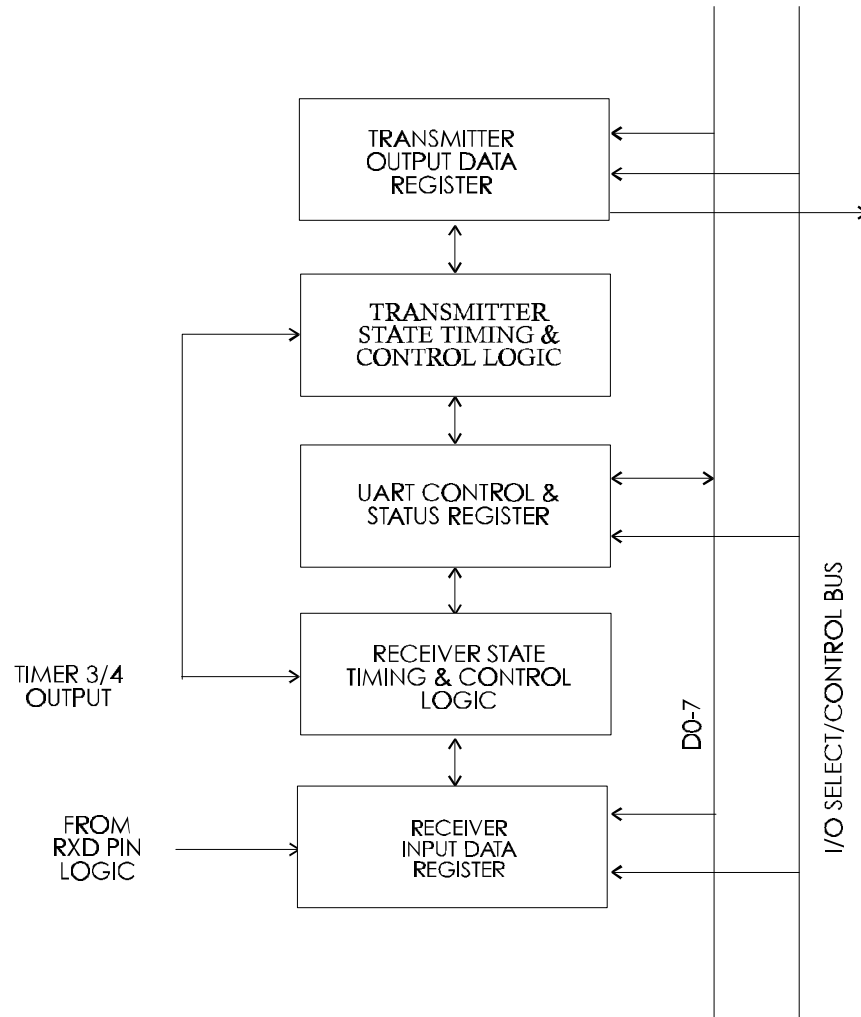 TRANSMITTER
OUTPUT DATA
REGISTER
TRANSMITTER
STATE TIMING &
CONTROL LOGIC
UART CONTROL &
STATUS REGISTER
RECEIVER STATE
TIMING & CONTROL
LOGIC
TIMER 3/4
OUTPUT
RECEIVER
INPUT DATA
REGISTER
FROM
RXD PIN
LOGIC
D0-7
I/O SELECT/CONTROL BUS